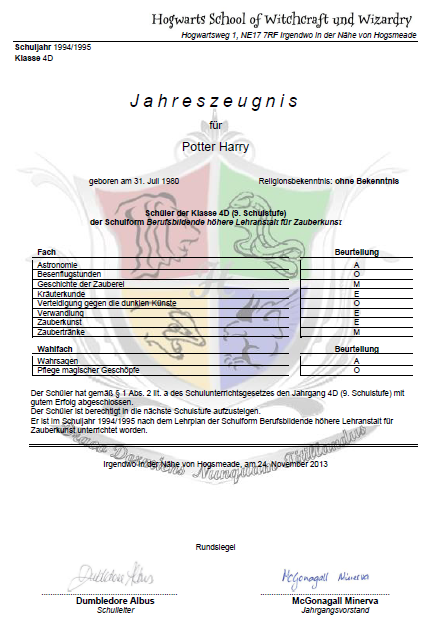 Hogwarts School of Witchcraft und Wizardry
Hogwartsweg 1, NE17 7RF Irgendwo in der Nähe von Hogsmeade
Schuljahr 1994/1995
Klasse 4D
Jahreszeugnis
für
Potter Harry
geboren am 31. Juli 1980 Religionsbekenntnis: ohne Bekenntnis
Schüler der Klasse 4D (9. Schulstufe)
der Schulform Berufsbildende höhere Lehranstalt für Zauberkunst
Fach Beurteilung
Astronomie A
Besenflugstunden O
Geschichte der Zauberei M
Kräuterkunde E
Verteidigung gegen die dunklen Künste O
Verwandlung E
Zauberkunst E
Zaubertränke M
Wahlfach Beurteilung
Wahrsagen A
Pflege magischer Geschöpfe O
Der Schüler hat gemäß § 1 Abs. 2 lit. a des Schulunterrichtsgesetzes den Jahrgang 4D (9. Schulstufe) mit
gutem Erfolg abgeschlossen.
Der Schüler ist berechtigt in die nächste Schulstufe aufzusteigen.
Er ist im Schuljahr 1994/1995 nach dem Lehrplan der Schulform Berufsbildende höhere Lehranstalt für
Zauberkunst unterrichtet worden.
Draco Dormiens Nunquam Titillandus
Irgendwo in der Nähe von Hogsmeade, am 24. November 2013
Rundsiegel
McGonagall Minerva
Dumbledore Albus McGonagall Minerva
Schulleiter Jahrgangsvorstand